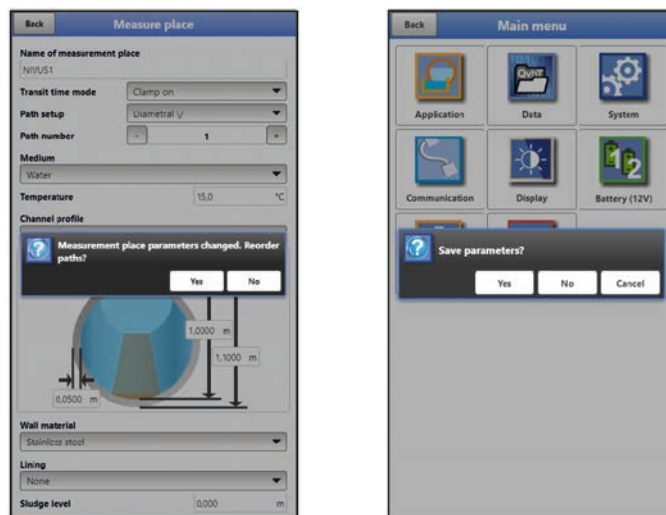 Back
Measure place
Name of measurement place
NIVUS1
Transit time mode
Clamp on
Path setup
Diametral \/
Path number
-
1
+
Medium
Water
Temperature
15,0
°C
Channel profile
Measurement place parameters changed. Reorder
paths?
Yes
No
1,0000 m
1,1000 m
0,0500 m
Wall material
Stainless steel
Lining
None
Sludge level
0,000
m
Back
Main menu
QvhT
Application
Data
System
Communication
Display
1 2
Battery (12V)
Save parameters?
Yes
No
Cancel